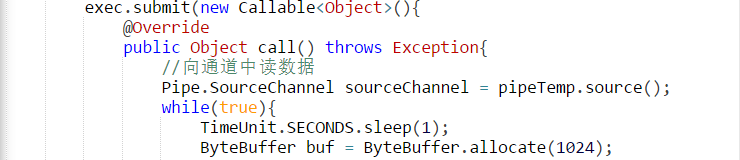 exec.submit(new Callable<Object>(){
@Override
public Object call() throws Exception{
//向通道中读数据
Pipe.SourceChannel sourceChannel = pipeTemp.source();
while(true){
TimeUnit.SECONDS.sleep(1);
ByteBuffer buf = ByteBuffer.allocate(1024);